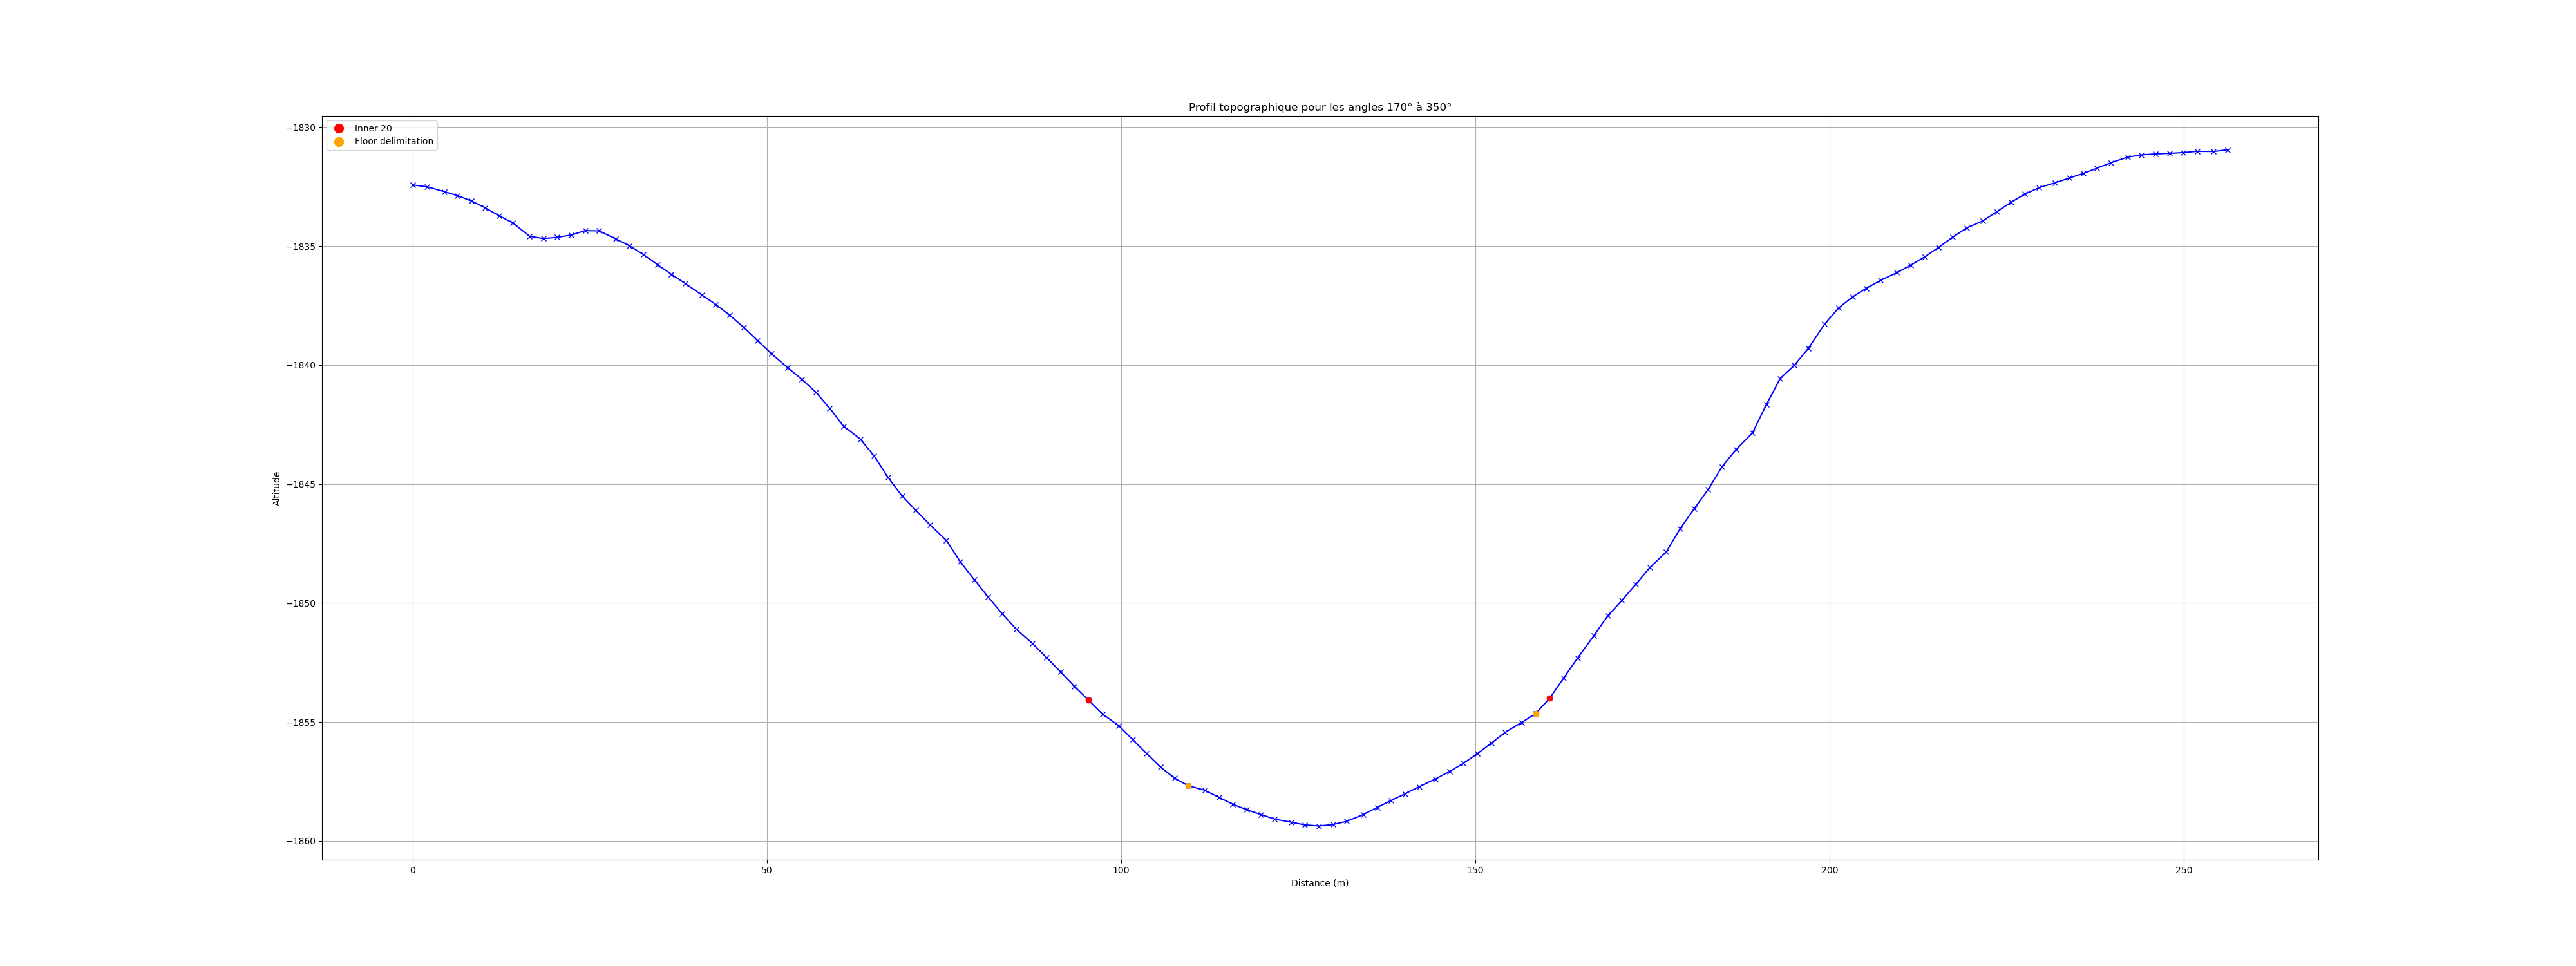 Profil topographique pour les angles 170° à 350°
Inner 20
Floor delimitation
−1830
−1835
−1840
−1845
−1850
−1855
−1860
Altitude
0 50 100 150 200 250
Distance (m)